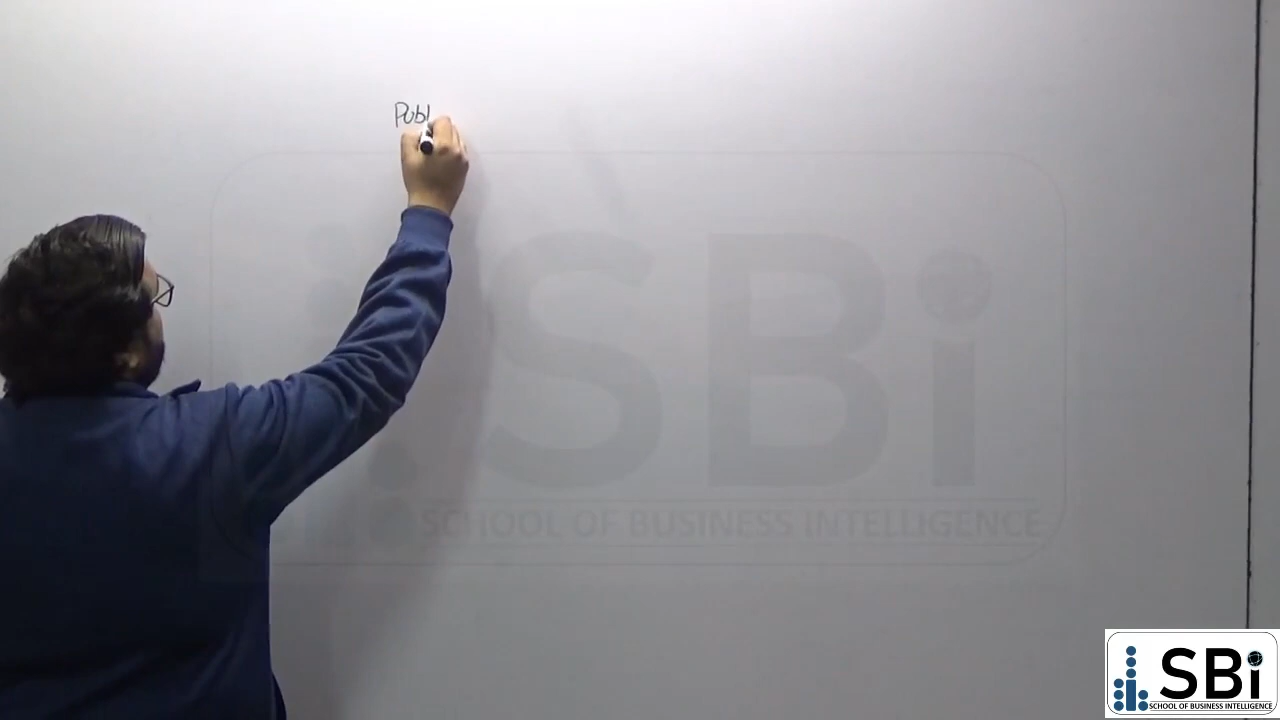 Publ
SBi
SCHOOL OF BUSINESS INTELLIGENCE
SBi
SCHOOL OF BUSINESS INTELLIGENCE